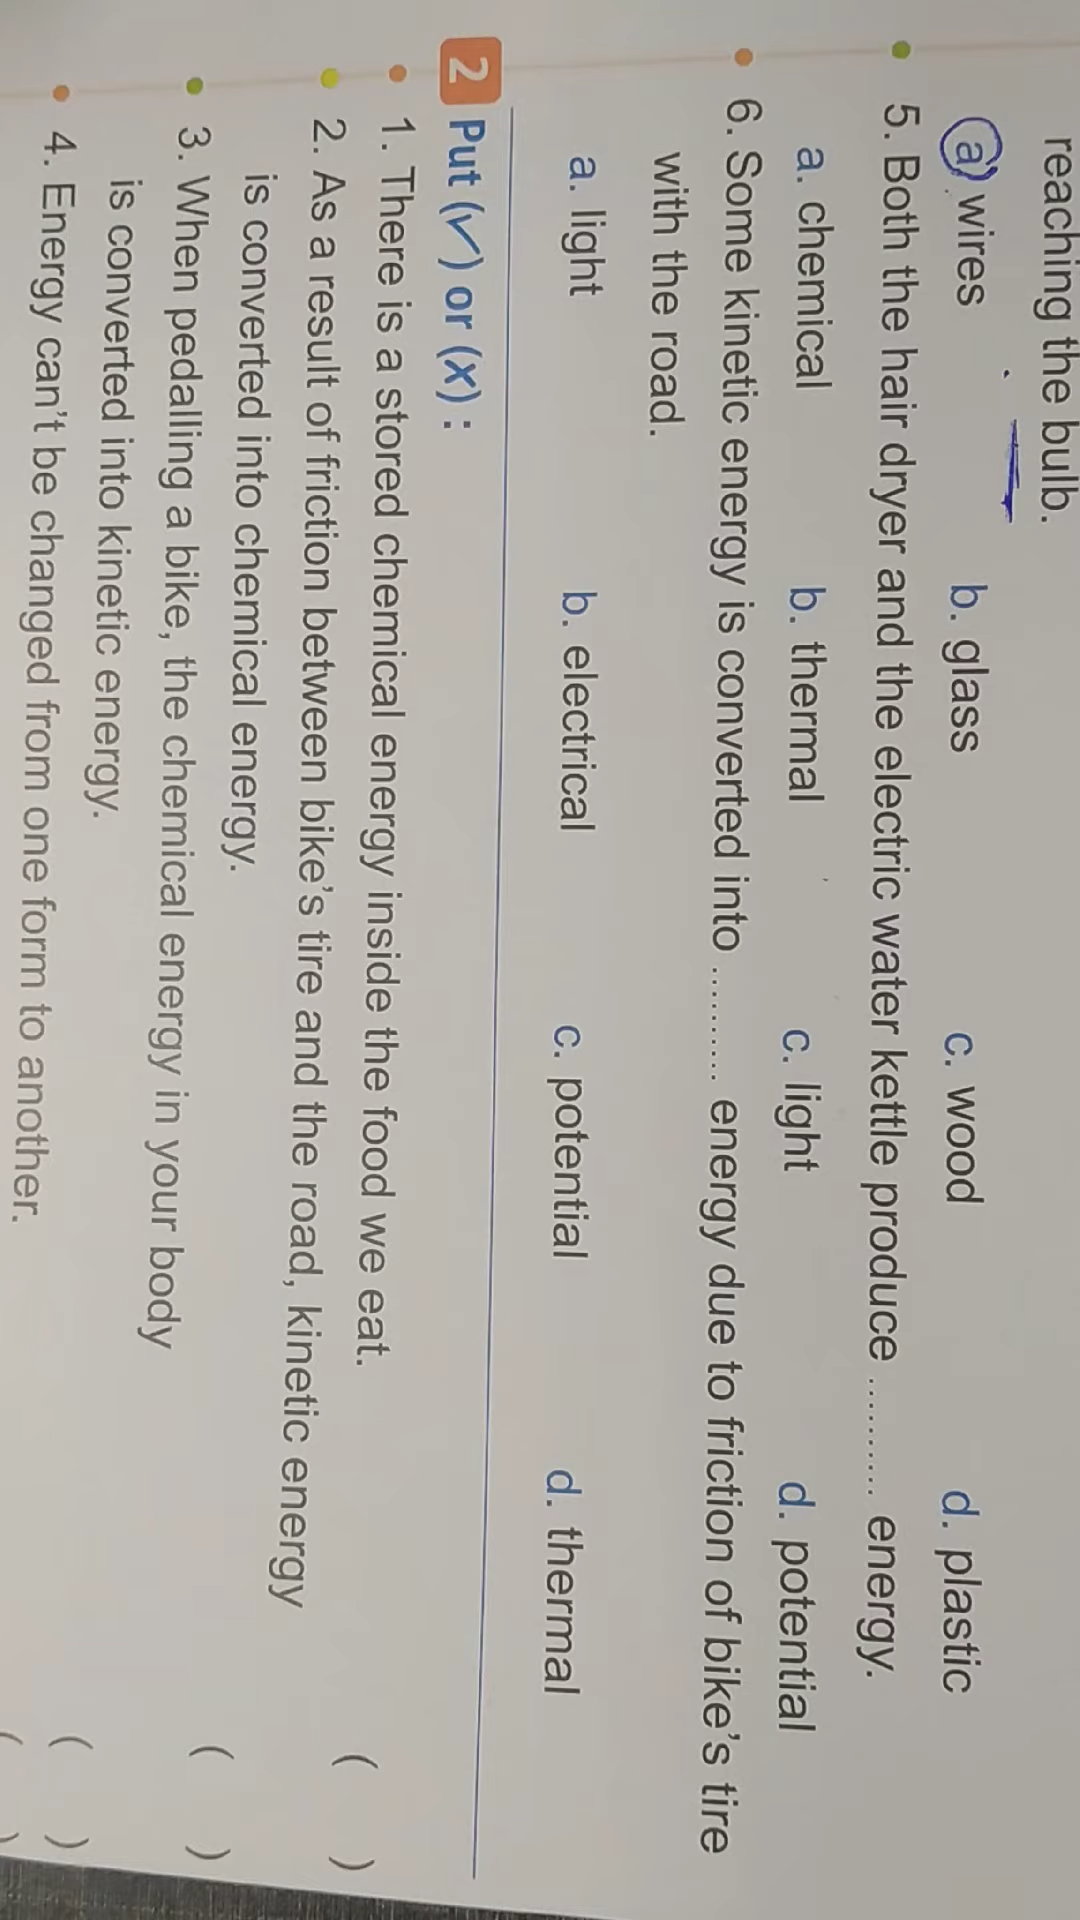 reaching the bulb.
a. wires b. glass c. wood d. plastic
5. Both the hair dryer and the electric water kettle produce .......... energy.
a. chemical b. thermal c. light d. potential
6. Some kinetic energy is converted into .......... energy due to friction of bike's tire
with the road.
a. light b. electrical c. potential d. thermal
2 Put (✓) or (x) :
1. There is a stored chemical energy inside the food we eat. ( )
2. As a result of friction between bike's tire and the road, kinetic energy
is converted into chemical energy. ( )
3. When pedalling a bike, the chemical energy in your body
is converted into kinetic energy. ( )
4. Energy can't be changed from one form to another. ( )